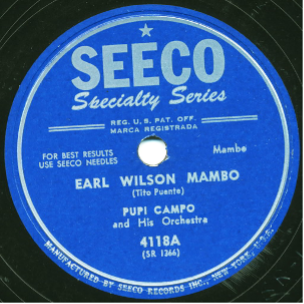 SEECO
Specialty Series
REG. U.S. PAT. OFF.
MARCA REGISTRADA
FOR BEST RESULTS
USE SEECO NEEDLES
Mambo
EARL WILSON MAMBO
(Tito Puente)
PUPI CAMPO
and His Orchestra
4118A
(SR. 1366)
MANUFACTURED BY SEECO RECORDS INC., NEW YORK, U.S.A.